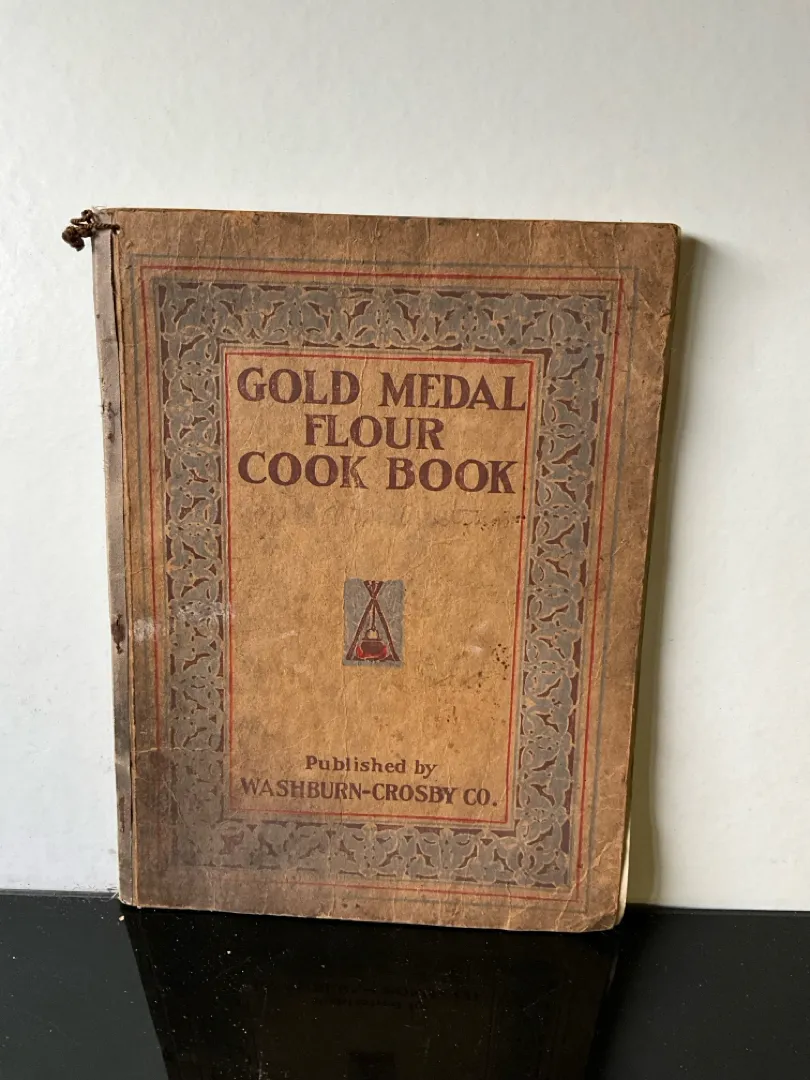 GOLD MEDAL
FLOUR
COOK BOOK
Published by
WASHBURN-CROSBY CO.